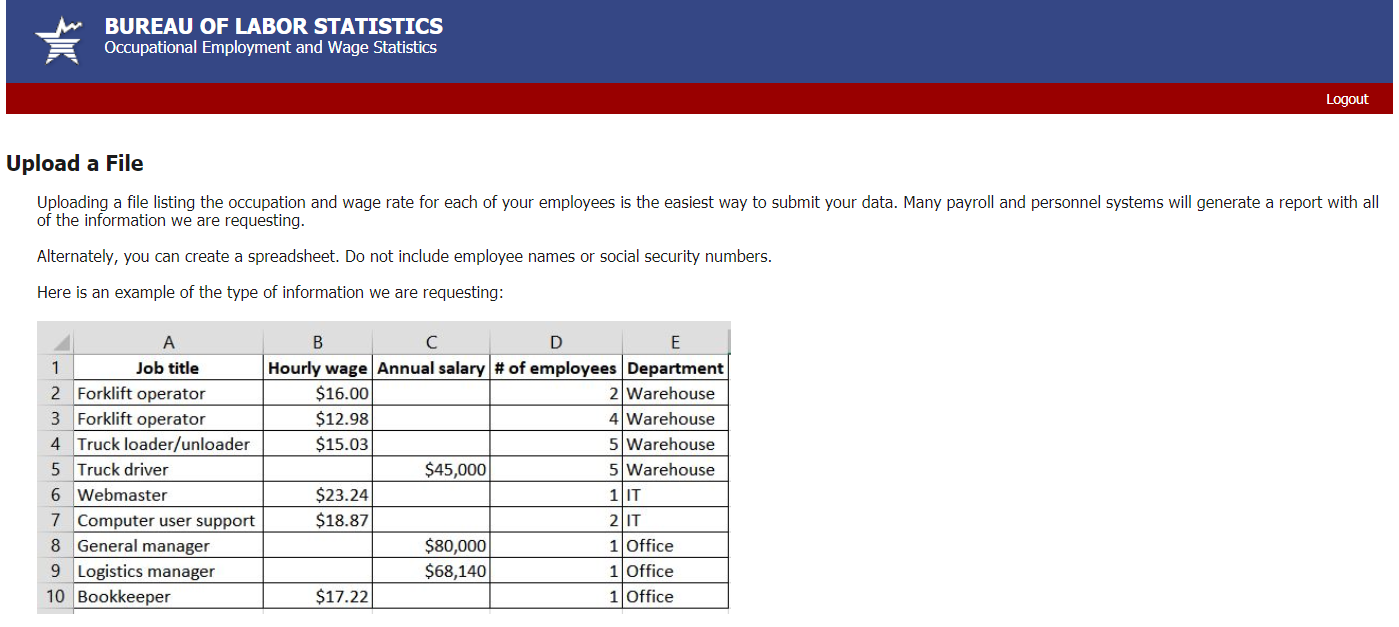 BUREAU OF LABOR STATISTICS
Occupational Employment and Wage Statistics
Logout
Upload a File
Uploading a file listing the occupation and wage rate for each of your employees is the easiest way to submit your data. Many payroll and personnel systems will generate a report with all
of the information we are requesting.
Alternately, you can create a spreadsheet. Do not include employee names or social security numbers.
Here is an example of the type of information we are requesting:
A B C D E
1 Job title Hourly wage Annual salary # of employees Department
2 Forklift operator $16.00 2 Warehouse
3 Forklift operator $12.98 4 Warehouse
4 Truck loader/unloader $15.03 5 Warehouse
5 Truck driver $45,000 5 Warehouse
6 Webmaster $23.24 1 IT
7 Computer user support $18.87 2 IT
8 General manager $80,000 1 Office
9 Logistics manager $68,140 1 Office
10 Bookkeeper $17.22 1 Office